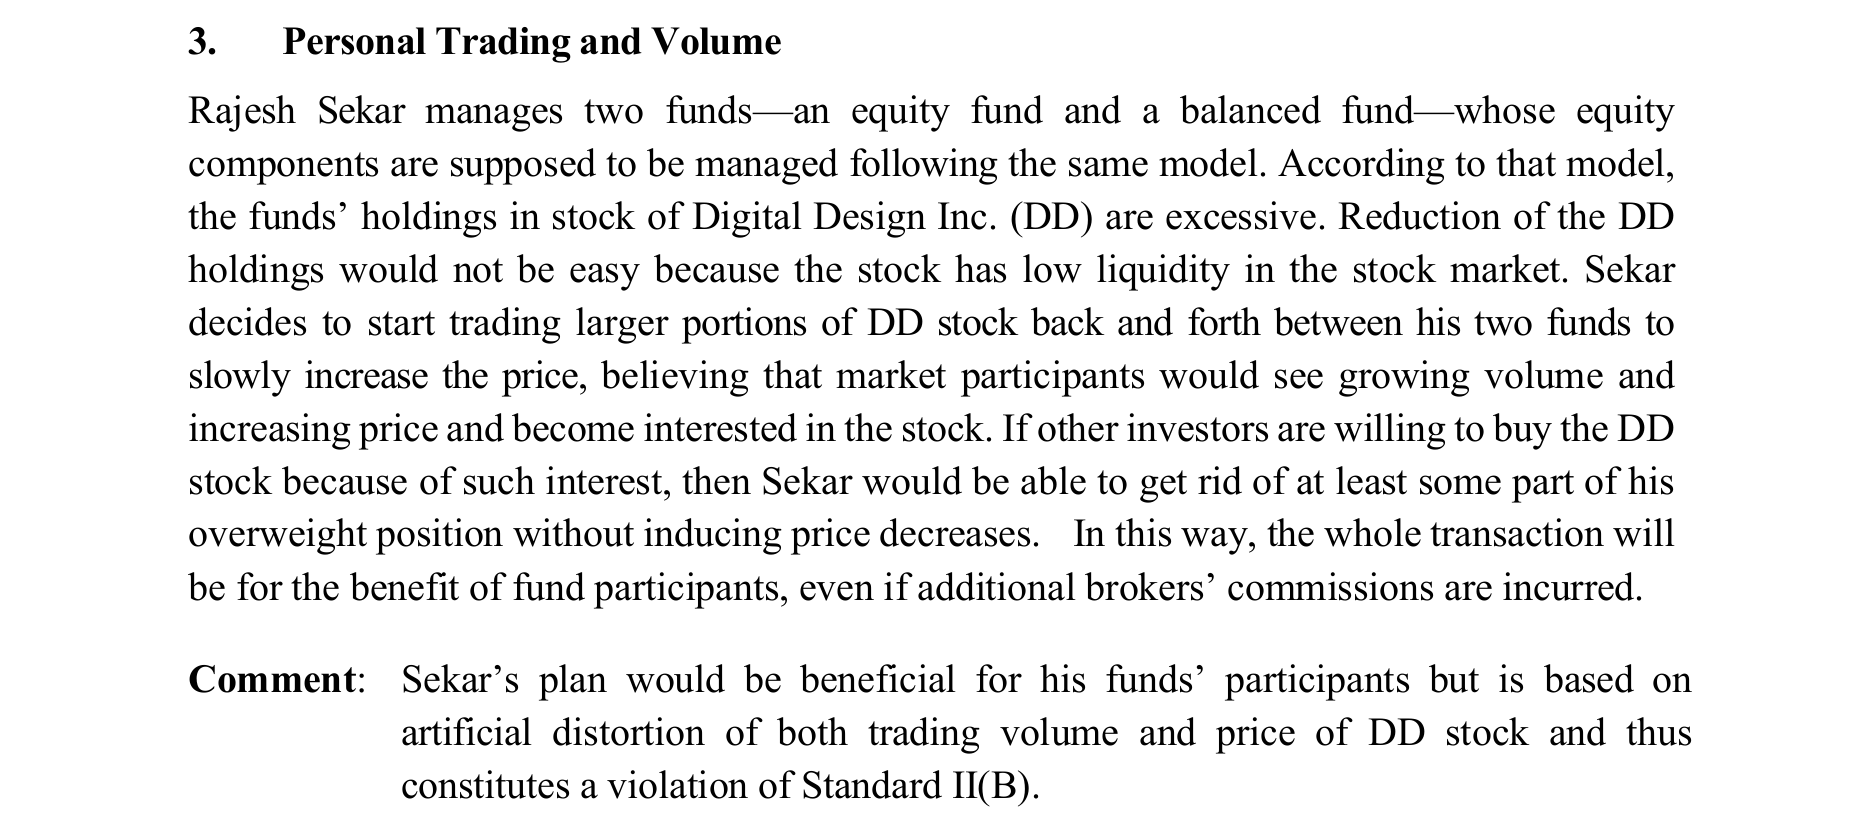 3. Personal Trading and Volume
Rajesh Sekar manages two funds—an equity fund and a balanced fund—whose equity
components are supposed to be managed following the same model. According to that model,
the funds’ holdings in stock of Digital Design Inc. (DD) are excessive. Reduction of the DD
holdings would not be easy because the stock has low liquidity in the stock market. Sekar
decides to start trading larger portions of DD stock back and forth between his two funds to
slowly increase the price, believing that market participants would see growing volume and
increasing price and become interested in the stock. If other investors are willing to buy the DD
stock because of such interest, then Sekar would be able to get rid of at least some part of his
overweight position without inducing price decreases. In this way, the whole transaction will
be for the benefit of fund participants, even if additional brokers’ commissions are incurred.
Comment: Sekar’s plan would be beneficial for his funds’ participants but is based on
artificial distortion of both trading volume and price of DD stock and thus
constitutes a violation of Standard II(B).